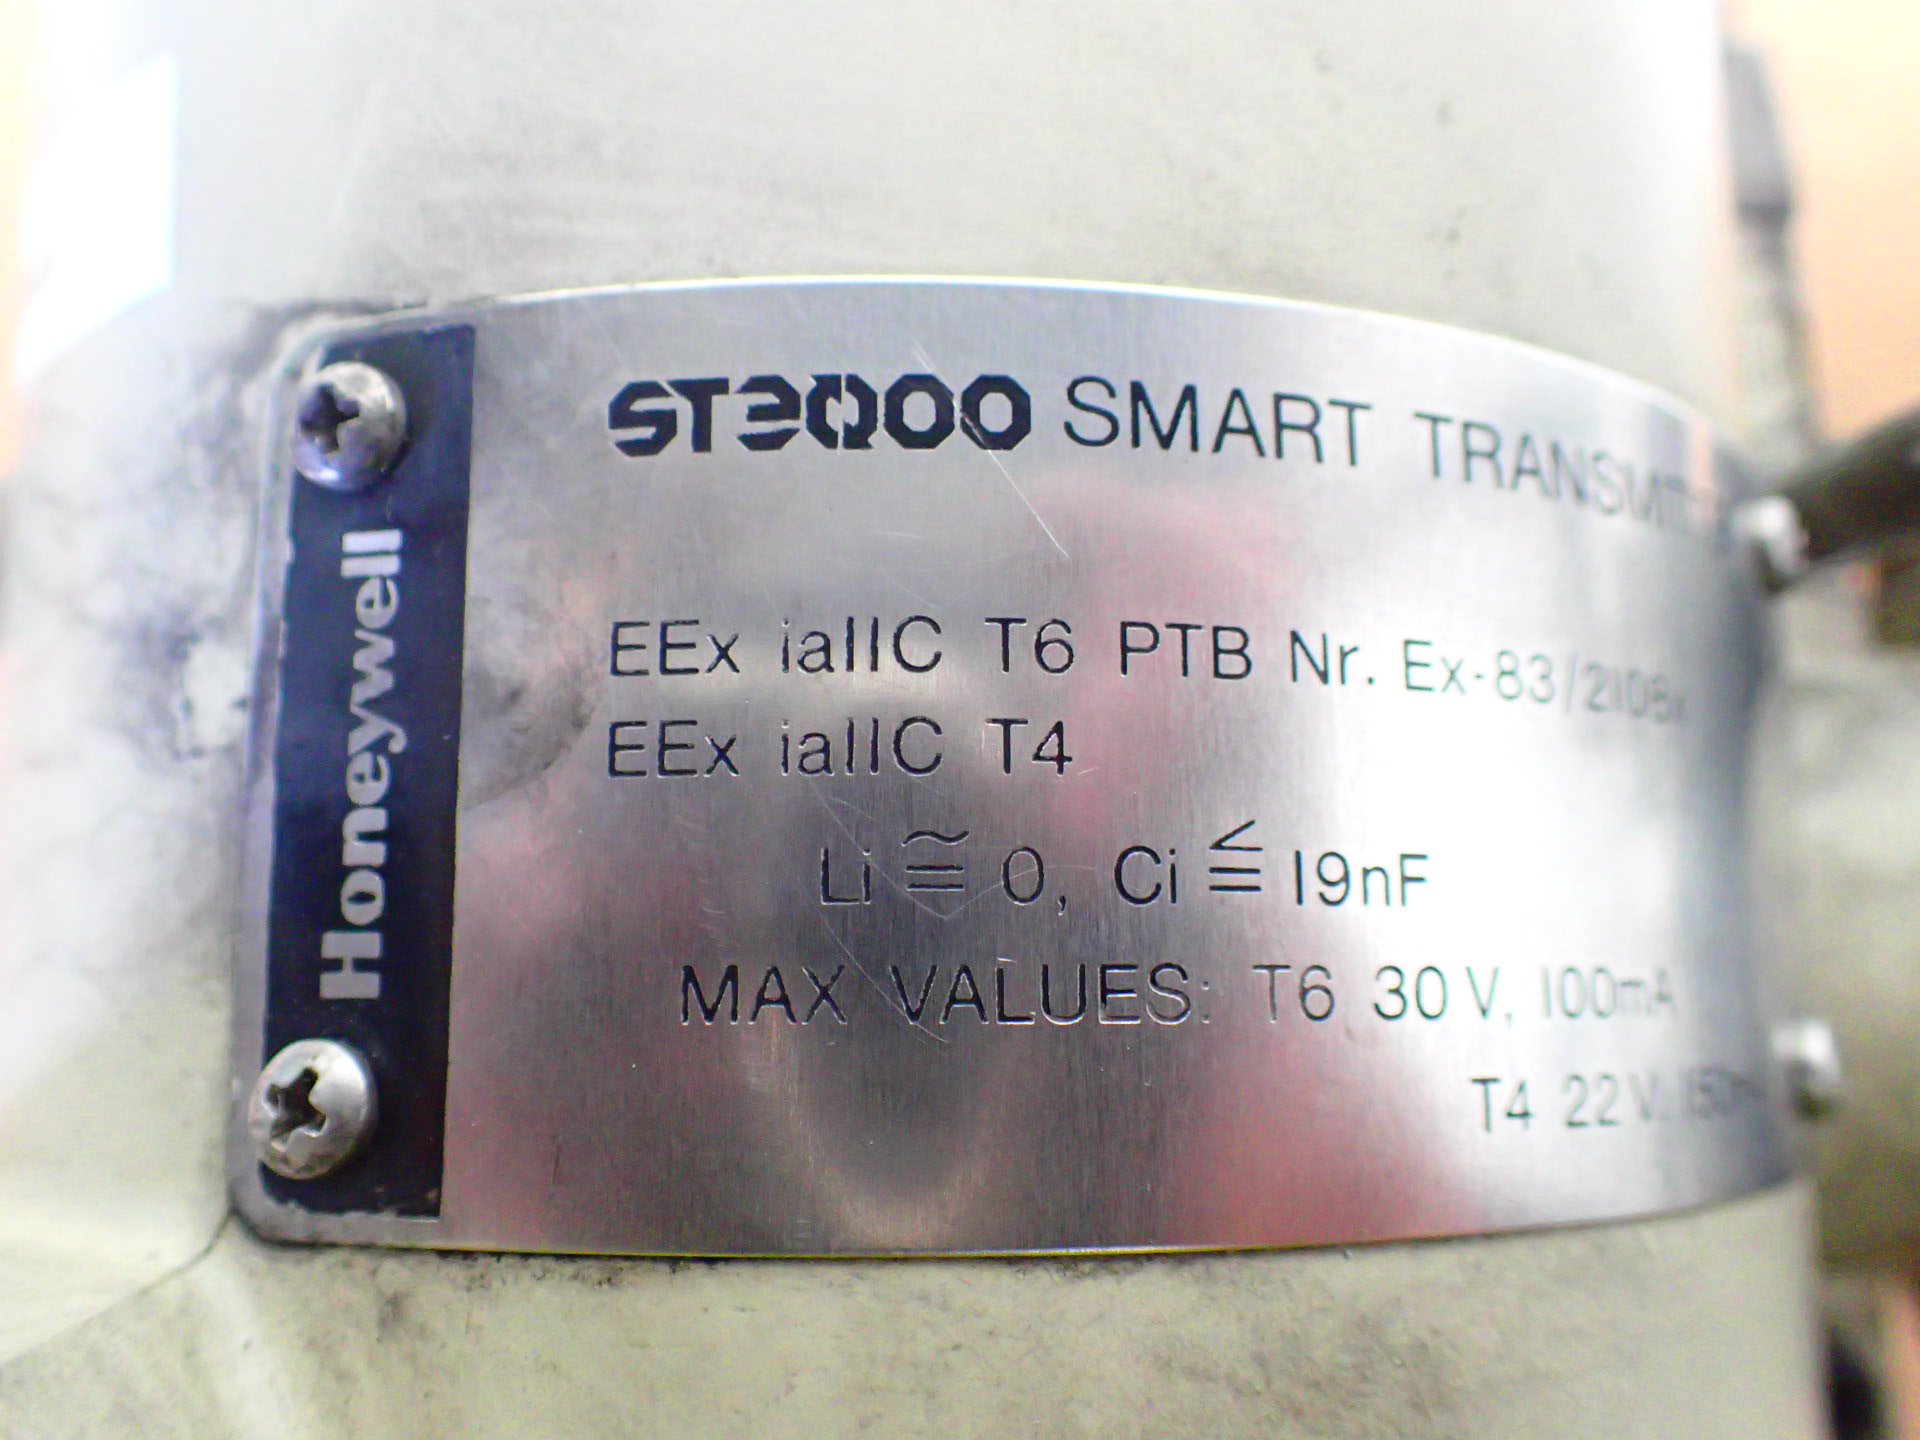 Honeywell
ST3000 SMART
EEx iaIIC T6 PTB Nr.
EEx iaIIC T4
Li ≅ 0, Ci ≦ 19nF
MAX VALUES: T6 30 V, 100mA
T4 22 V,